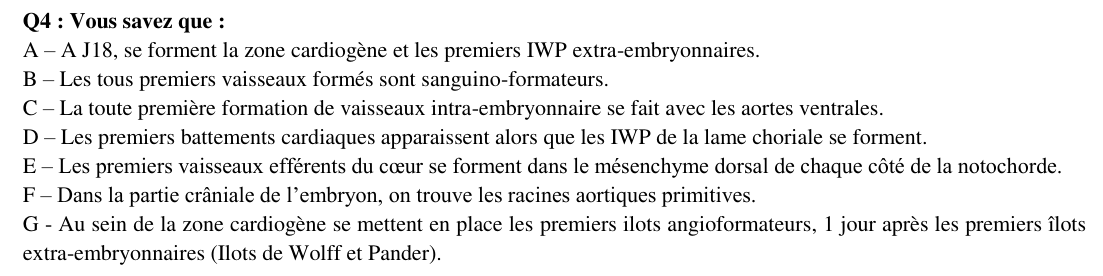 Q4 : Vous savez que :
A – A J18, se forment la zone cardiogène et les premiers IWP extra-embryonnaires.
B – Les tous premiers vaisseaux formés sont sanguino-formateurs.
C – La toute première formation de vaisseaux intra-embryonnaire se fait avec les aortes ventrales.
D – Les premiers battements cardiaques apparaissent alors que les IWP de la lame choriale se forment.
E – Les premiers vaisseaux efférents du cœur se forment dans le mésenchyme dorsal de chaque côté de la notochorde.
F – Dans la partie crâniale de l’embryon, on trouve les racines aortiques primitives.
G - Au sein de la zone cardiogène se mettent en place les premiers ilots angioformateurs, 1 jour après les premiers îlots
extra-embryonnaires (Ilots de Wolff et Pander).